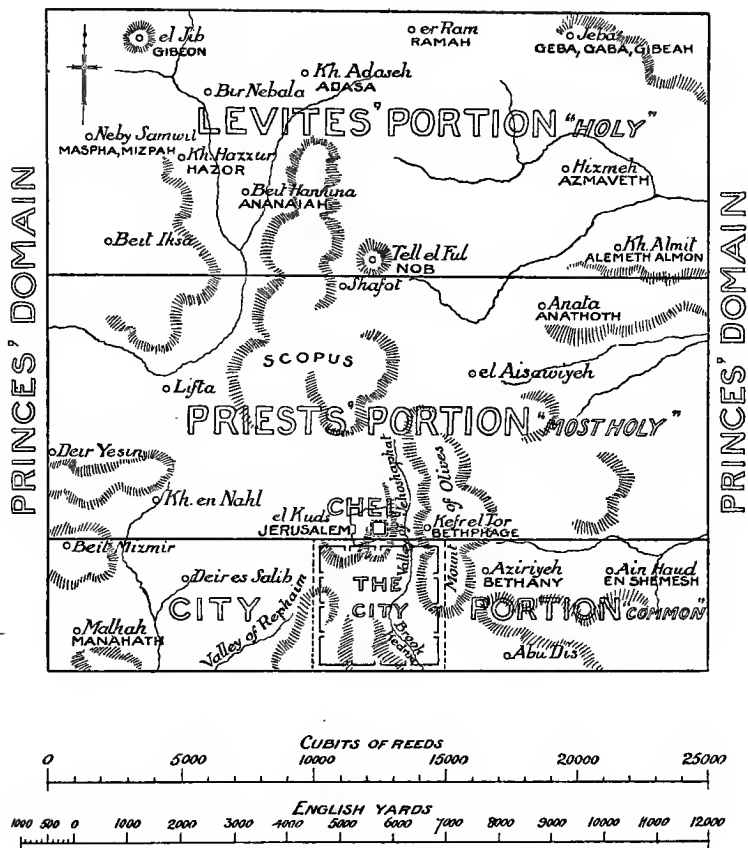 el Jib
GIBEON
er Ram
RAMAH
Jeba
GEBA, GABA, GIBEAH
Kh. Adaseh
ADASA
Bir Nebala
LEVITES' PORTION "HOLY"
Neby Samwil
MASPHA, MIZPAH
Kh. Hazzur
HAZOR
Hizmeh
AZMAVETH
Beit Hannina
ANANAIAH
Beit Iksa
Tell el Ful
NOB
Kh. Almit
ALEMETH ALMON
Shafot
Anata
ANATHOTH
PRINCES' DOMAIN
PRINCES' DOMAIN
SCOPUS
el Aisawiyeh
Lifta
PRIESTS' PORTION "MOST HOLY"
Deir Yesin
Valley of Jehoshaphat
Mount of Olives
Kh. en Nahl
CHEL
el Kuds
JERUSALEM
Kefr el Tor
BETHPHAGE
Beit Mizmir
Deir es Salib
THE
CITY
Aziriyeh
BETHANY
Ain Haud
EN SHEMESH
CITY PORTION "COMMON"
Valley of Rephaim
Brook
Malhah
MANAHATH
Abu Dis
CUBITS OF REEDS
0 5000 10000 15000 20000 25000
ENGLISH YARDS
1000 500 0 1000 2000 3000 4000 5000 6000 7000 8000 9000 10000 11000 12000